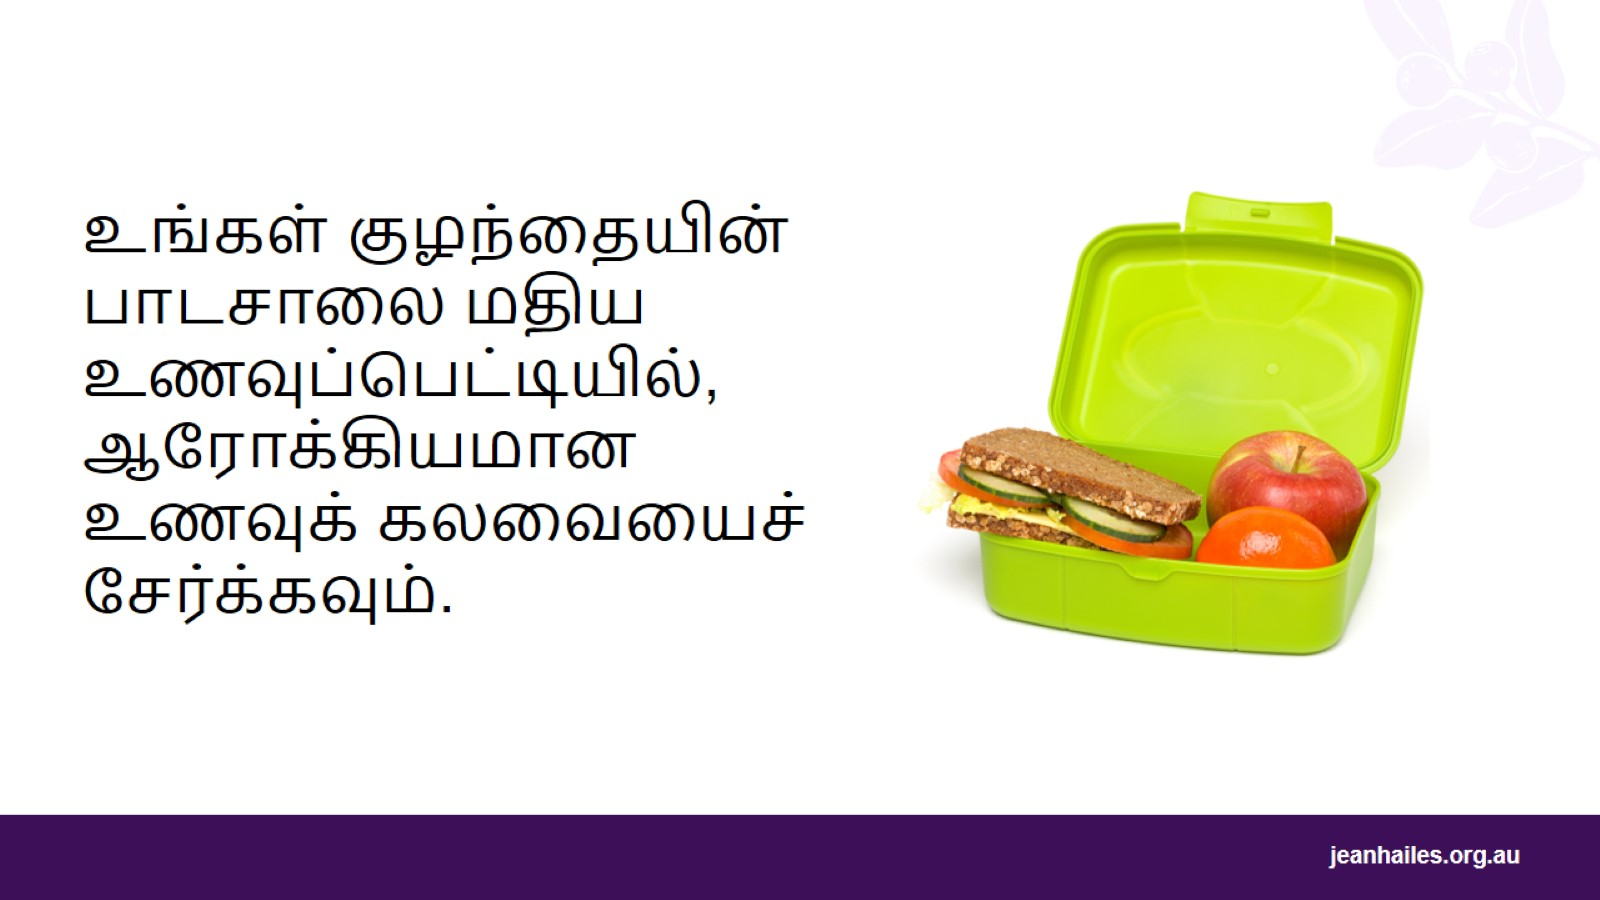 உங்கள் குழந்தையின்
பாடசாலை மதிய
உணவுப்பெட்டியில்,
ஆரோக்கியமான
உணவுக் கலவையைச்
சேர்க்கவும்.
jeanhailes.org.au